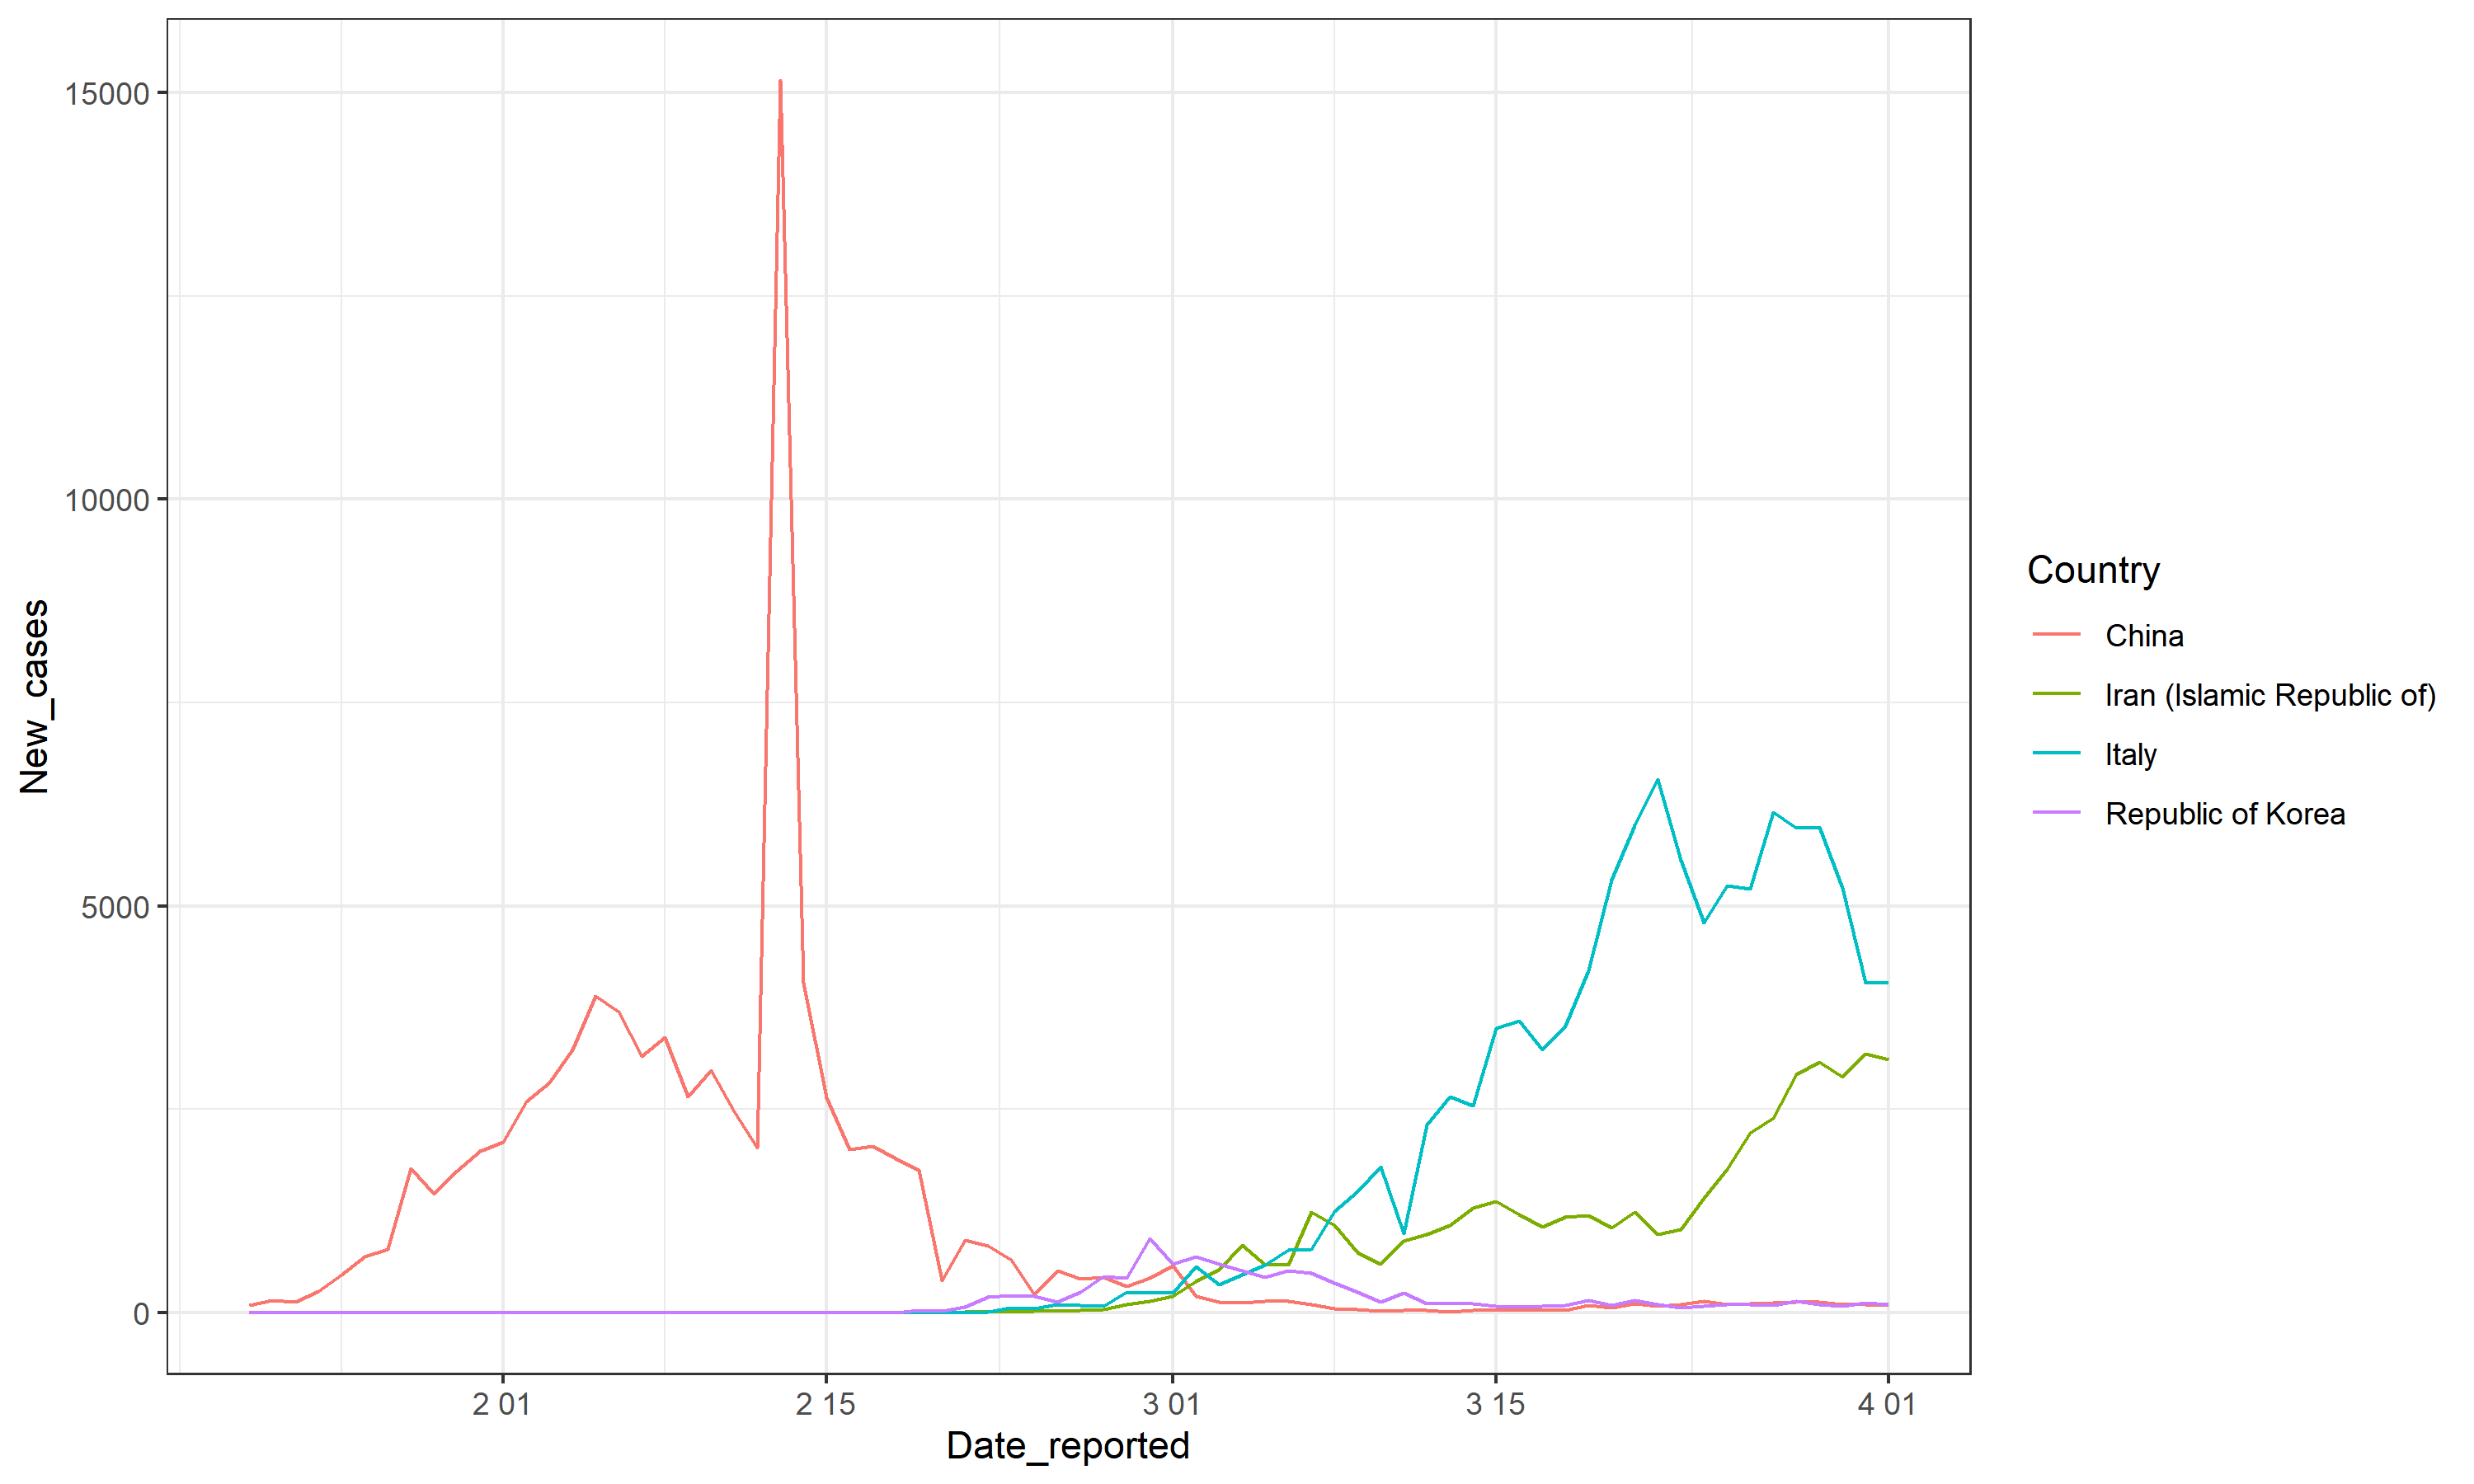 15000
10000
5000
0
New_cases
2 01
2 15
3 01
3 15
4 01
Date_reported
Country
China
Iran (Islamic Republic of)
Italy
Republic of Korea